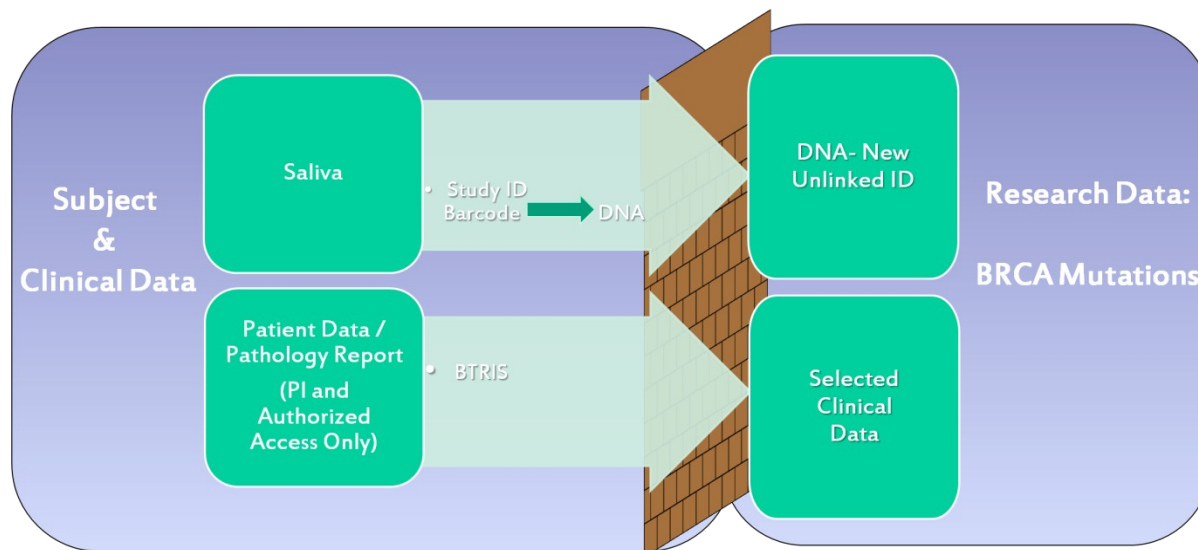 Subject
&
Clinical Data
Saliva
• Study ID
Barcode
DNA
Patient Data /
Pathology Report
(PI and
Authorized
Access Only)
• BTRIS
DNA- New
Unlinked ID
Selected
Clinical
Data
Research Data:
BRCA Mutations